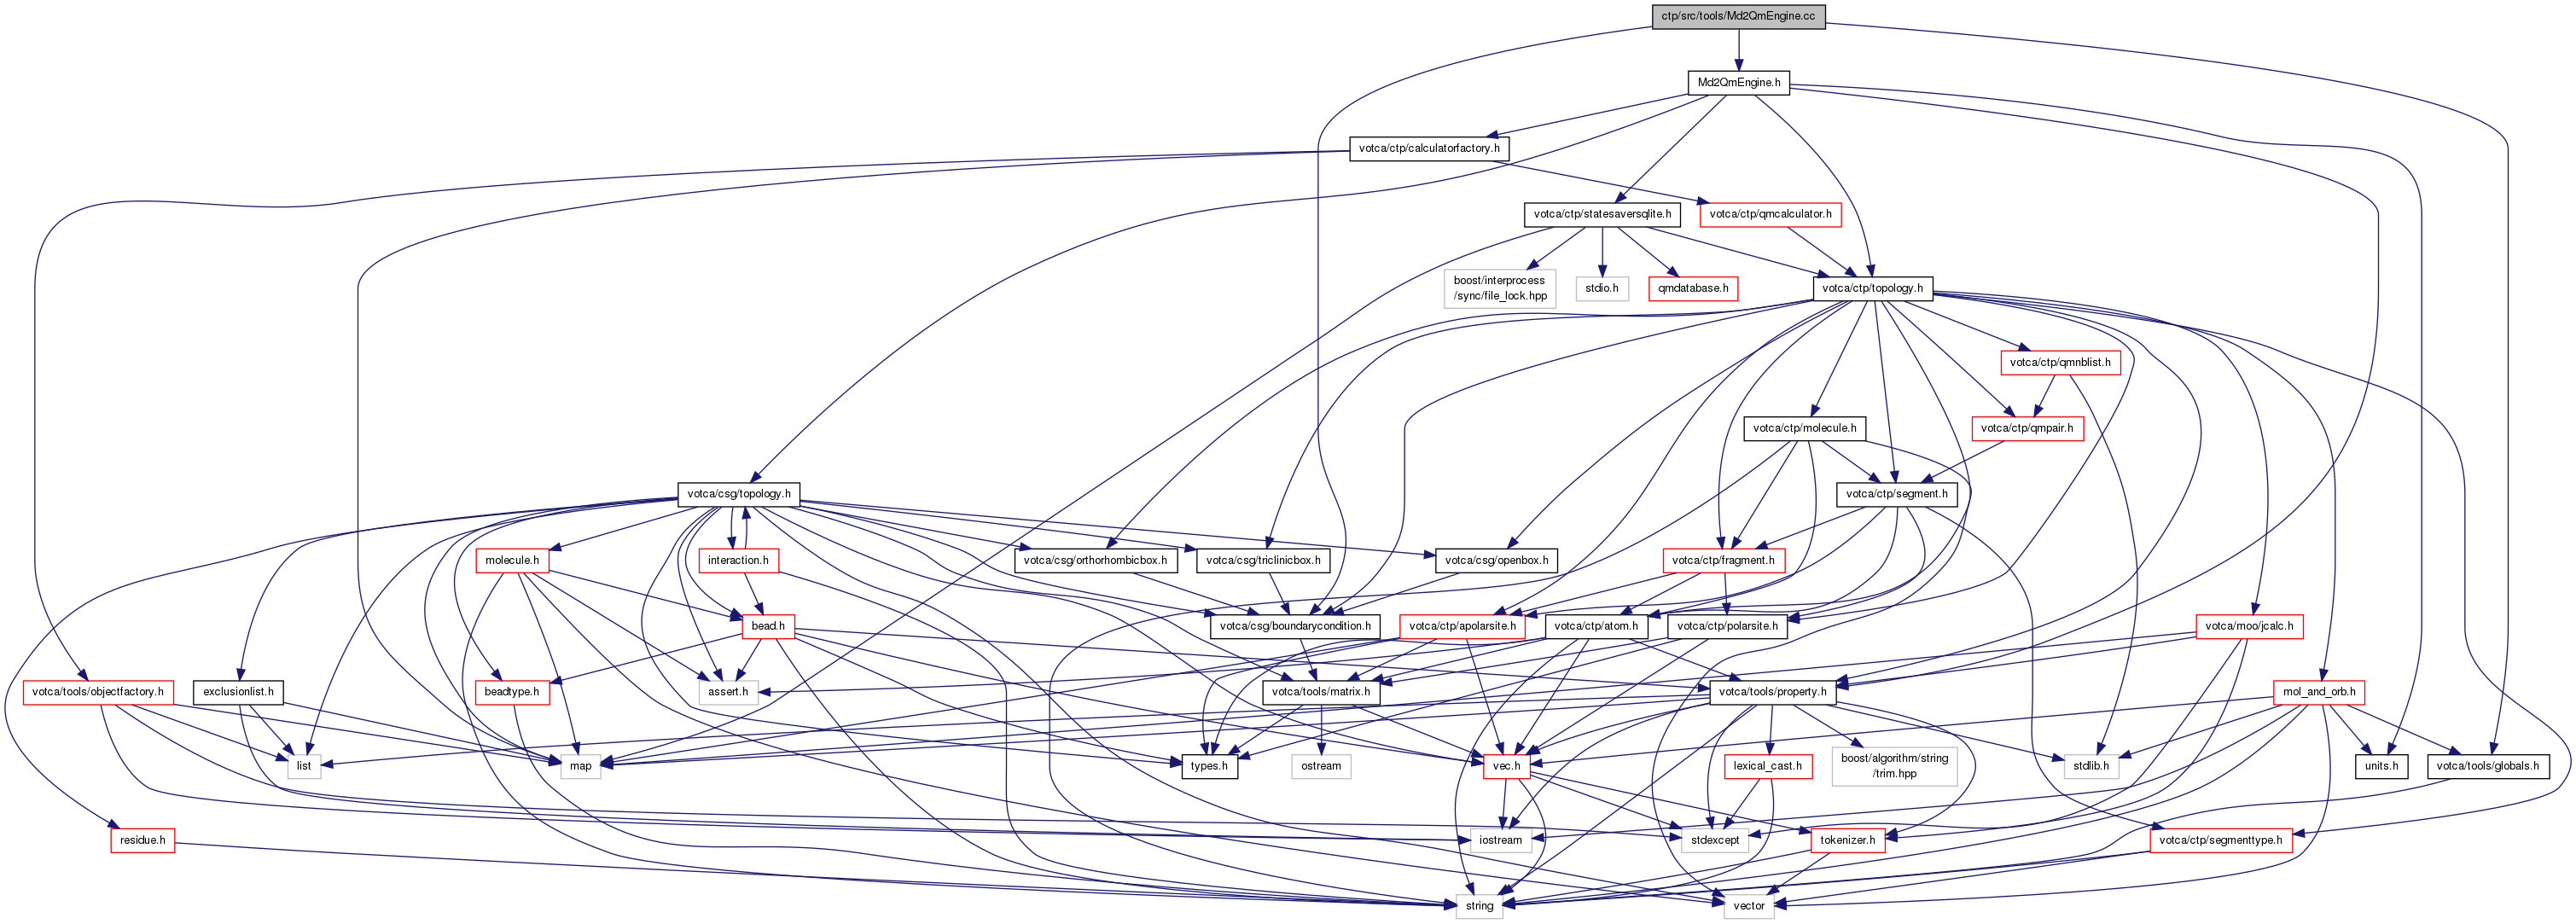 ctp/src/tools/Md2QmEngine.cc
Md2QmEngine.h
votca/ctp/calculatorfactory.h
votca/ctp/statesaversqlite.h
votca/ctp/qmcalculator.h
boost/interprocess
/sync/file_lock.hpp
stdio.h
qmdatabase.h
votca/ctp/topology.h
votca/ctp/qmnblist.h
votca/ctp/molecule.h
votca/ctp/qmpair.h
votca/csg/topology.h
votca/ctp/segment.h
molecule.h
interaction.h
votca/csg/orthorhombicbox.h
votca/csg/triclinicbox.h
votca/csg/openbox.h
votca/ctp/fragment.h
bead.h
votca/csg/boundarycondition.h
votca/ctp/apolarsite.h
votca/ctp/atom.h
votca/ctp/polarsite.h
votca/moo/jcalc.h
votca/tools/objectfactory.h
exclusionlist.h
beadtype.h
assert.h
votca/tools/matrix.h
votca/tools/property.h
mol_and_orb.h
list
map
types.h
ostream
vec.h
lexical_cast.h
boost/algorithm/string
/trim.hpp
stdlib.h
units.h
votca/tools/globals.h
residue.h
iostream
stdexcept
tokenizer.h
votca/ctp/segmenttype.h
string
vector